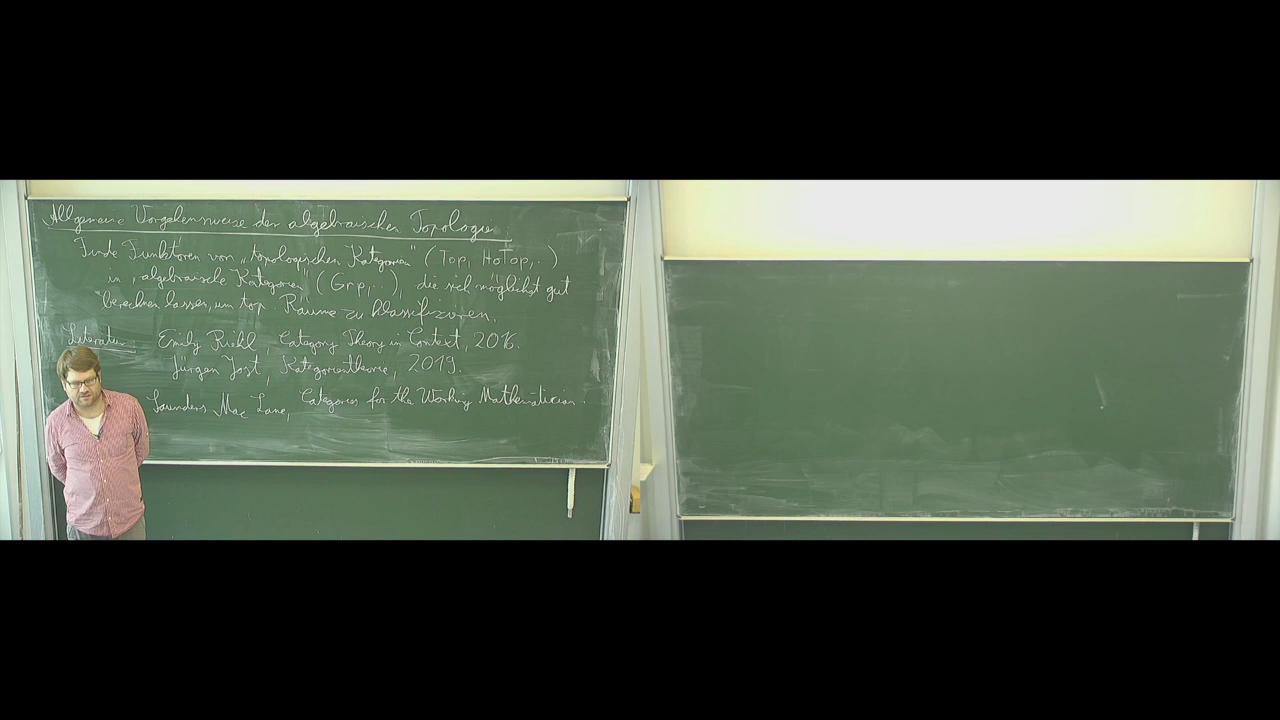 Allgemeine Vorgehensweise der algebraischen Topologie:
Finde Funktoren von „topologischen Kategorien" (Top, HoTop,..)
in „algebraische Kategorien" (Grp,..), die sich möglichst gut
berechnen lassen, um top. Räume zu klassifizieren.
Literatur: Emily Riehl, Category Theory in Context, 2016.
Jürgen Jost, Kategorientheorie, 2019.
Saunders Mac Lane, Categories for the Working Mathematician.